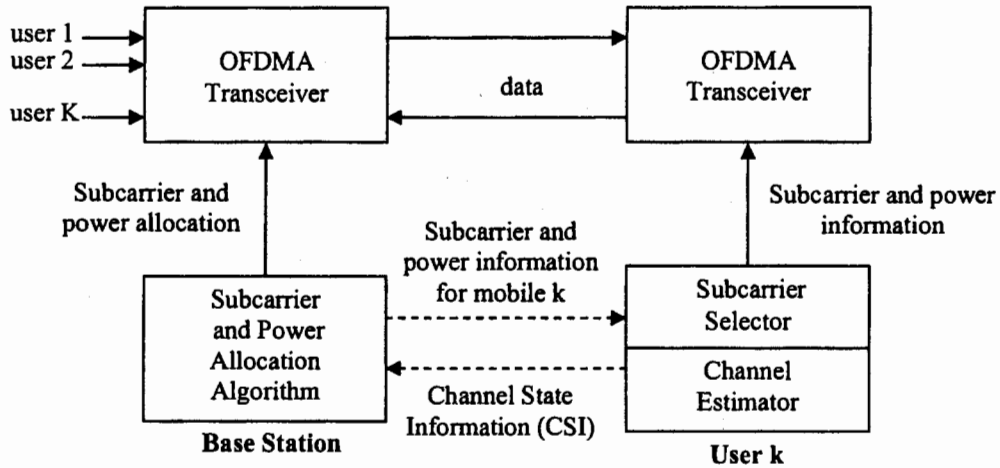 user 1
user 2
user K
OFDMA
Transceiver
data
OFDMA
Transceiver
Subcarrier and
power allocation
Subcarrier and
power information
for mobile k
Subcarrier and power
information
Subcarrier
and Power
Allocation
Algorithm
Subcarrier
Selector
Channel
Estimator
Channel State
Information (CSI)
Base Station
User k